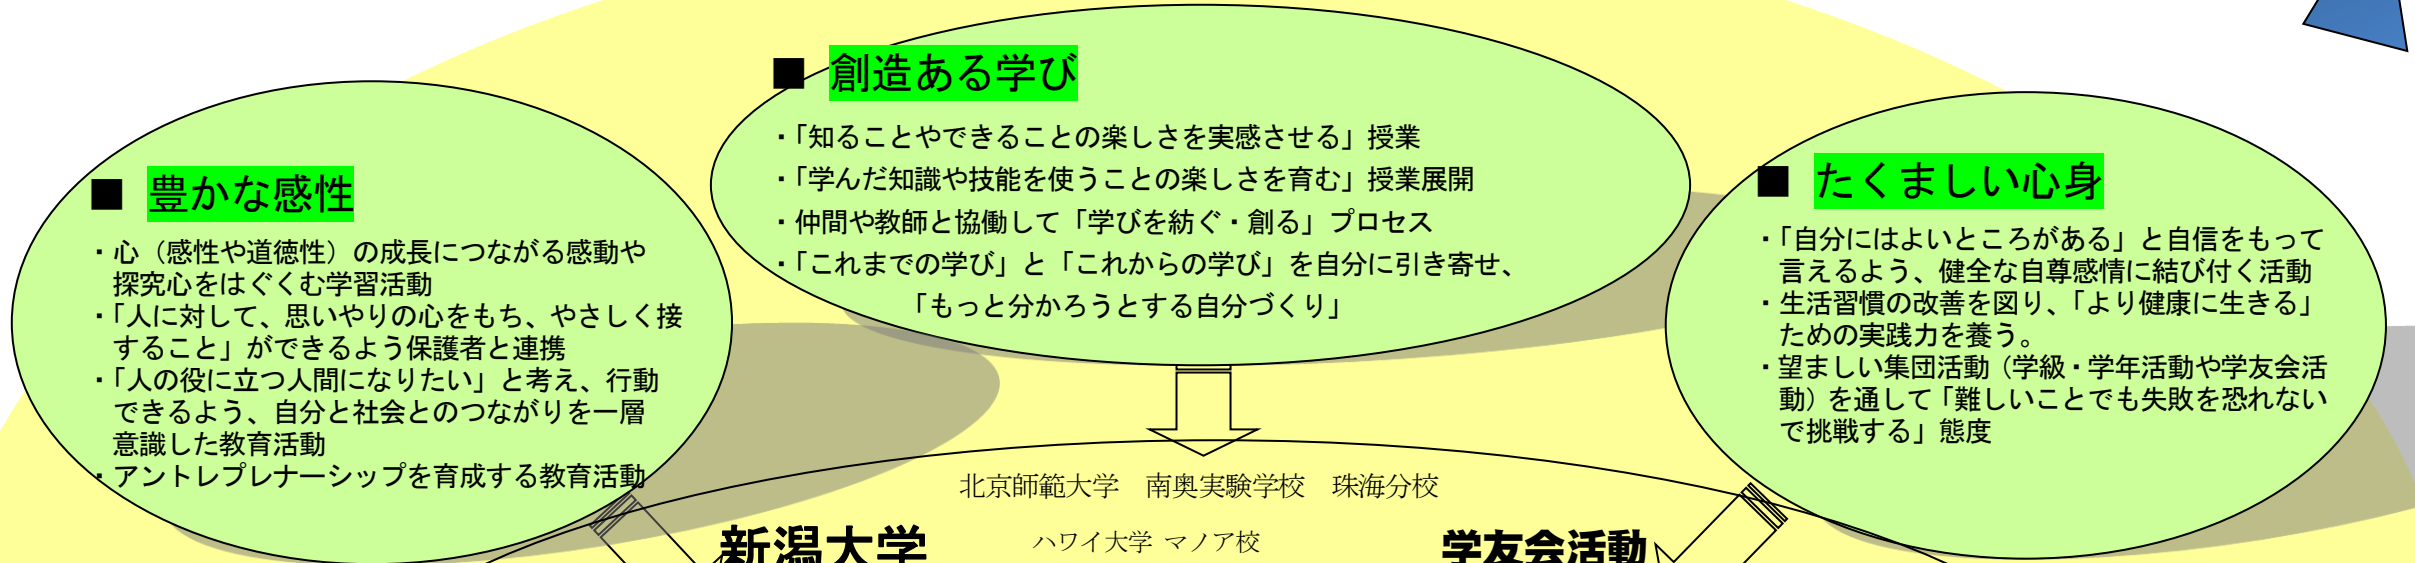 ■ 創造ある学び
・「知ることやできることの楽しさを実感させる」授業
・「学んだ知識や技能を使うことの楽しさを育む」授業展開
・仲間や教師と協働して「学びを紡ぐ・創る」プロセス
・「これまでの学び」と「これからの学び」を自分に引き寄せ、
「もっと分かろうとする自分づくり」
■ 豊かな感性
・心（感性や道徳性）の成長につながる感動や
探究心をはぐくむ学習活動
・「人に対して、思いやりの心をもち、やさしく接
すること」ができるよう保護者と連携
・「人の役に立つ人間になりたい」と考え、行動
できるよう、自分と社会とのつながりを一層
意識した教育活動
・アントレプレナーシップを育成する教育活動
■ たくましい心身
・「自分にはよいところがある」と自信をもって
言えるよう、健全な自尊感情に結び付く活動
・生活習慣の改善を図り、「より健康に生きる」
ための実践力を養う。
・望ましい集団活動（学級・学年活動や学友会活
動）を通して「難しいことでも失敗を恐れない
で挑戦する」態度
北京師範大学　南奥実験学校　珠海分校
ハワイ大学 マノア校
新潟大学
学友会活動